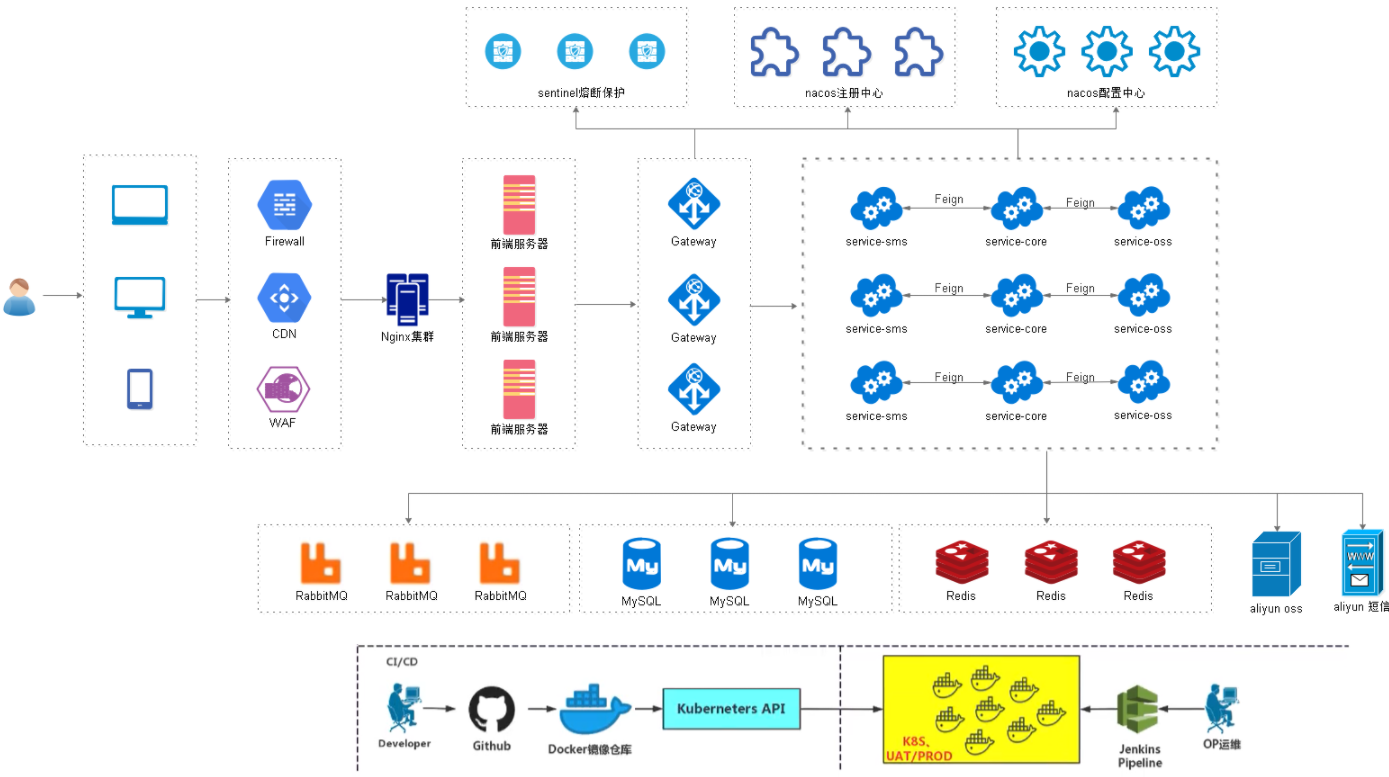 sentinel熔断保护
nacos注册中心
nacos配置中心
Firewall
CDN
WAF
Nginx集群
前端服务器
前端服务器
前端服务器
Gateway
Gateway
Gateway
service-sms
Feign
service-core
Feign
service-oss
service-sms
Feign
service-core
Feign
service-oss
service-sms
Feign
service-core
Feign
service-oss
RabbitMQ
RabbitMQ
RabbitMQ
My
My
My
MySQL
MySQL
MySQL
Redis
Redis
Redis
aliyun oss
WWW
aliyun 短信
CI/CD
Developer
Github
Docker镜像仓库
Kuberneters API
K8S、
UAT/PROD
Jenkins
Pipeline
OP运维